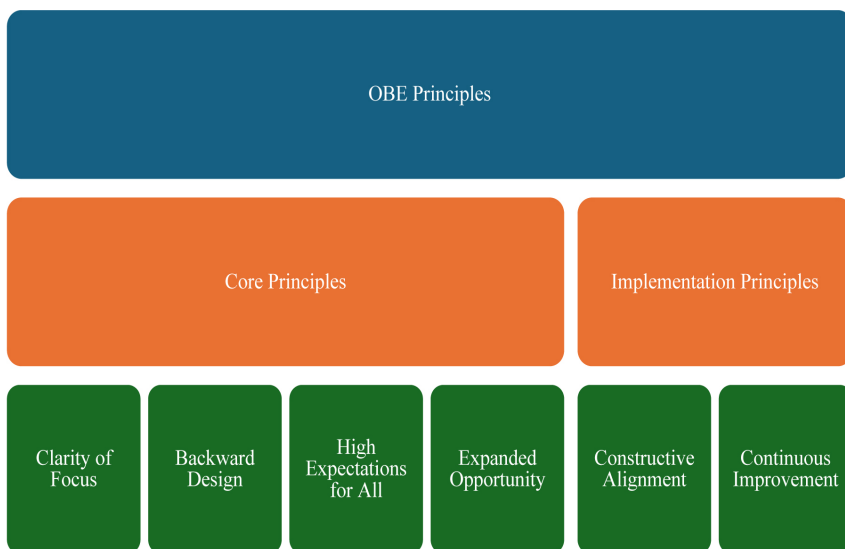 OBE Principles
Core Principles
Implementation Principles
Clarity of
Focus
Backward
Design
High
Expectations
for All
Expanded
Opportunity
Constructive
Alignment
Continuous
Improvement